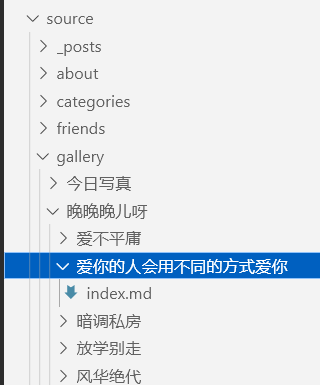 source
_posts
about
categories
friends
gallery
今日写真
晚晚晚儿呀
爱不平庸
爱你的人会用不同的方式爱你
index.md
暗调私房
放学别走
风华绝代